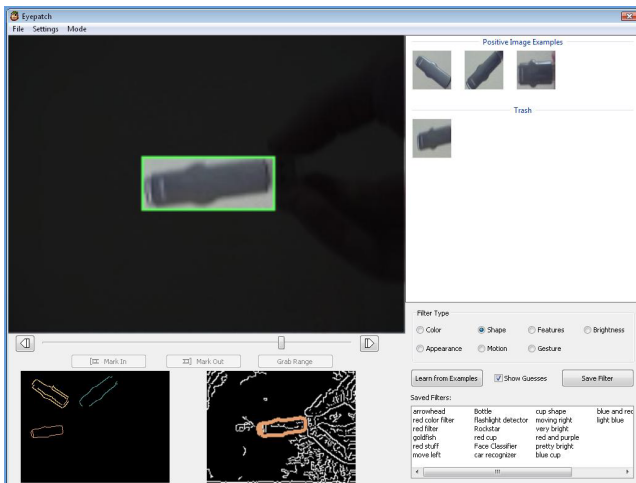 Eyepatch
File Settings Mode
Positive Image Examples
Trash
Filter Type
Color Shape Features Brightness
Appearance Motion Gesture
Mark In Mark Out Grab Range
Learn from Examples Show Guesses Save Filter
Saved Filters:
arrowhead Bottle cup shape blue and red
red color filter flashlight detector moving right light blue
red filter Rockstar very bright
goldfish red cup red and purple
red stuff Face Classifier pretty bright
move left car recognizer blue cup